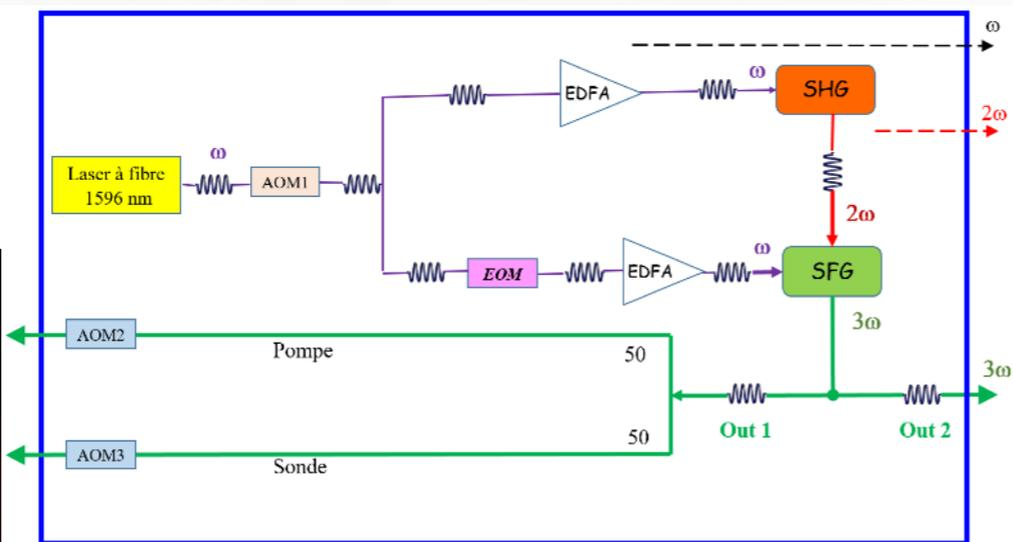 ω
EDFA
ω
SHG
2ω
Laser à fibre
1596 nm
ω
AOM1
2ω
EOM
EDFA
ω
SFG
3ω
AOM2
Pompe
50
3ω
Out 1
Out 2
50
AOM3
Sonde